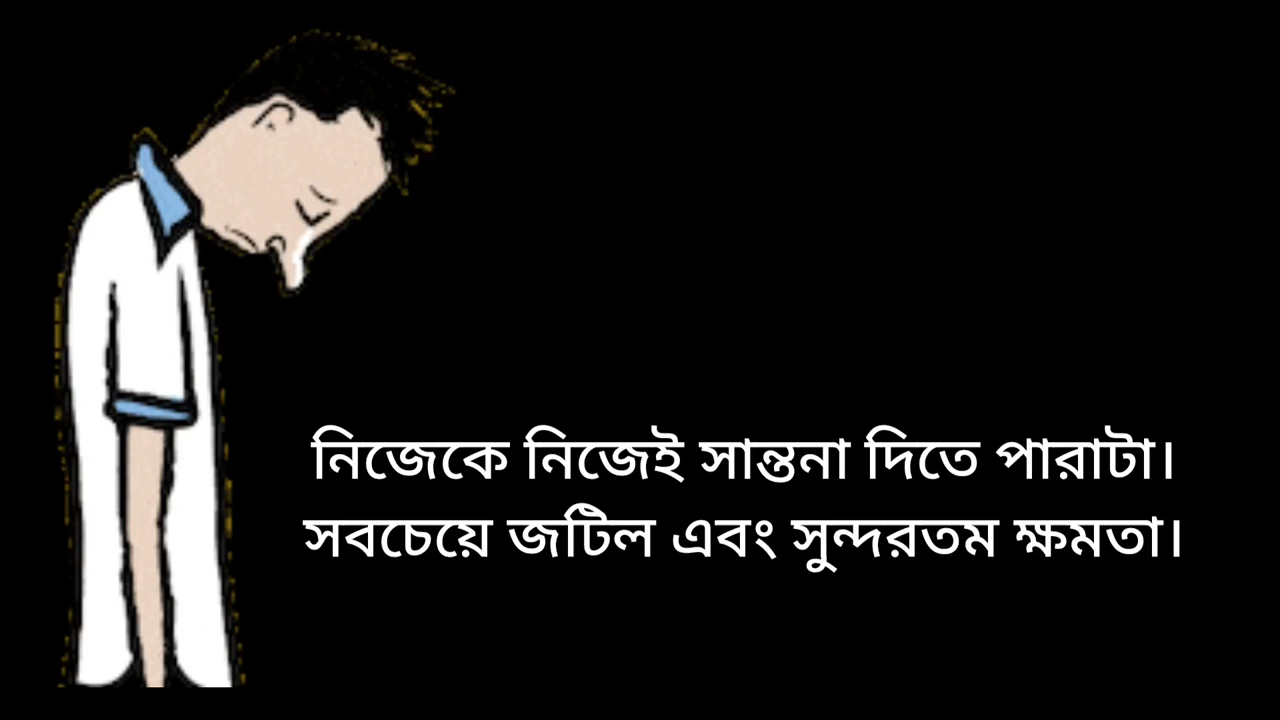 নিজেকে নিজেই সান্তনা দিতে পারাটা।
সবচেয়ে জটিল এবং সুন্দরতম ক্ষমতা।